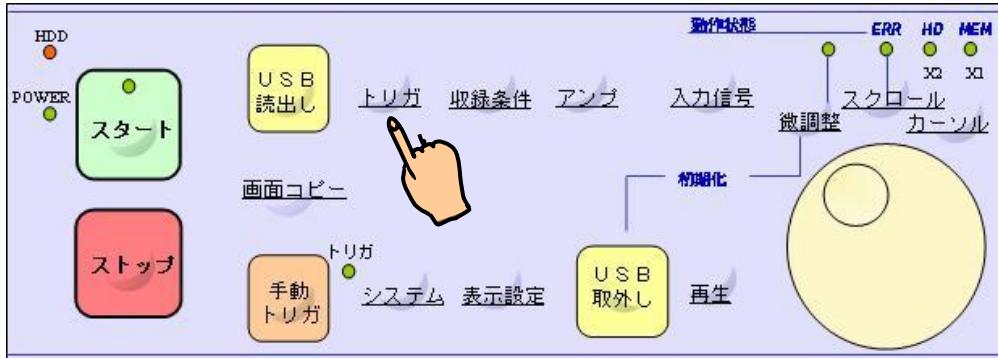 HDD
POWER
スタート
ストップ
USB
読出し
トリガ
収録条件
アンプ
入力信号
動作状態
ERR
HD
MEM
X2
X1
スクロール
微調整
カーソル
画面コピー
初期化
手動
トリガ
トリガ
システム
表示設定
USB
取外し
再生